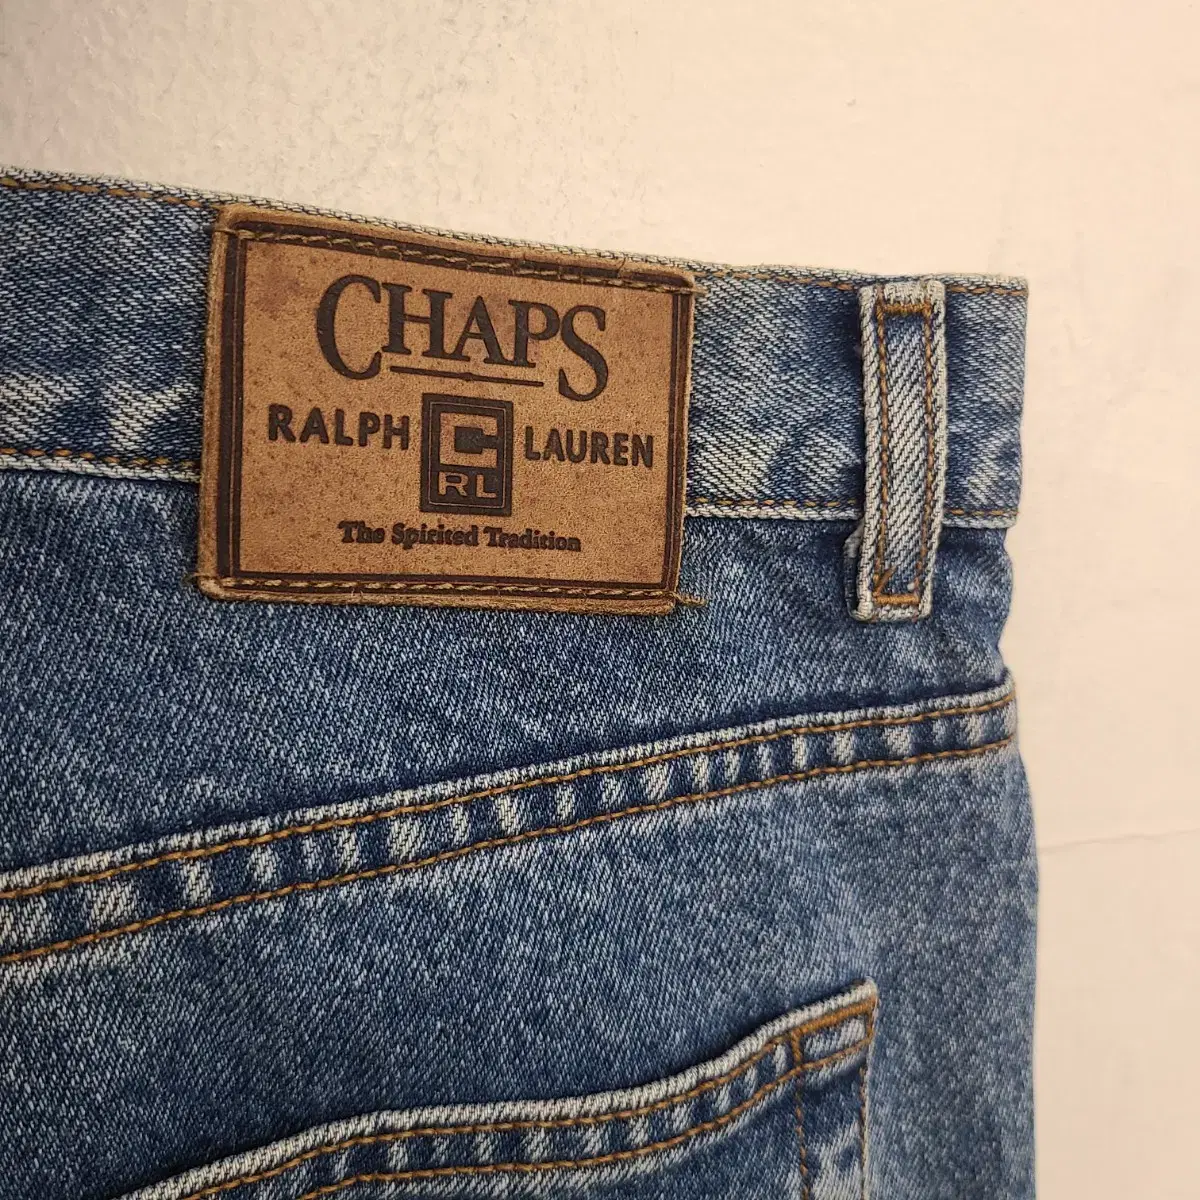 CHAPS
RALPH C LAUREN
RL
The Spirited Tradition